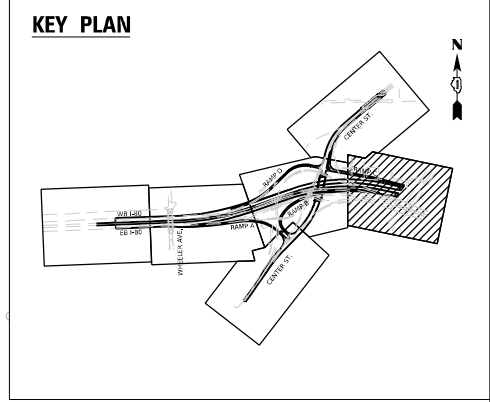 KEY PLAN
N
CENTER ST.
RAMP D
RAMP
WB I-80
RAMP B
RAMP A
EB I-80
WHEELER AVE.
CENTER ST.